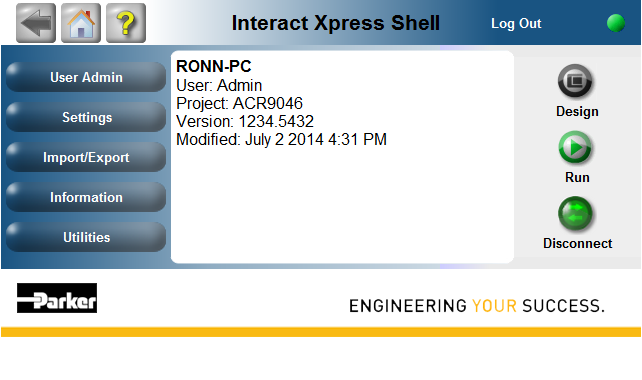 Interact Xpress Shell
Log Out
User Admin
Settings
Import/Export
Information
Utilities
RONN-PC
User: Admin
Project: ACR9046
Version: 1234.5432
Modified: July 2 2014 4:31 PM
Design
Run
Disconnect
Parker
ENGINEERING YOUR SUCCESS.